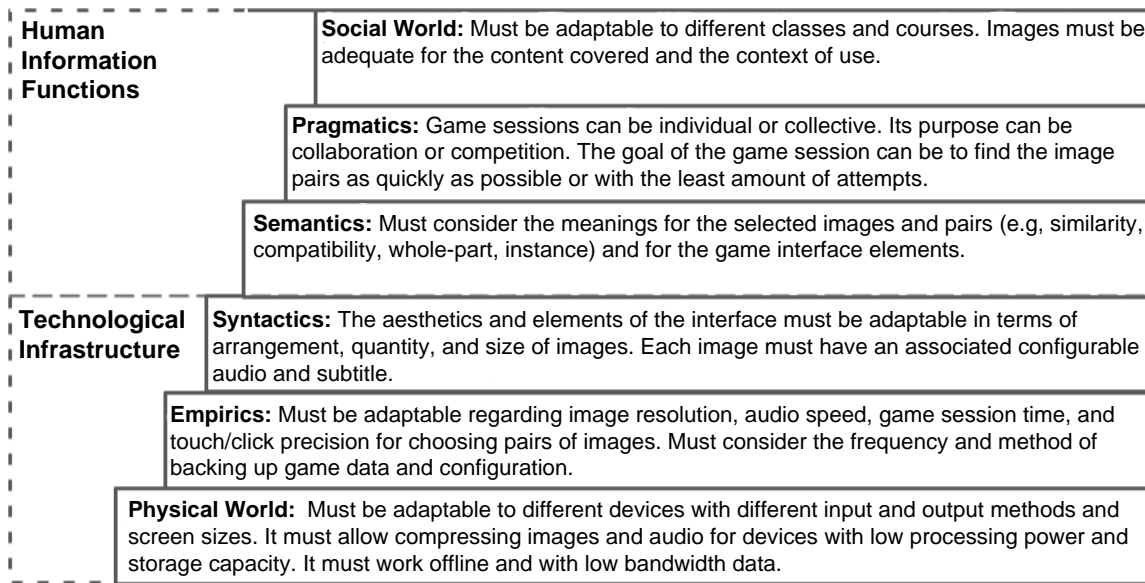 Human
Information
Functions
Social World: Must be adaptable to different classes and courses. Images must be
adequate for the content covered and the context of use.
Pragmatics: Game sessions can be individual or collective. Its purpose can be
collaboration or competition. The goal of the game session can be to find the image
pairs as quickly as possible or with the least amount of attempts.
Semantics: Must consider the meanings for the selected images and pairs (e.g, similarity,
compatibility, whole-part, instance) and for the game interface elements.
Technological
Infrastructure
Syntactics: The aesthetics and elements of the interface must be adaptable in terms of
arrangement, quantity, and size of images. Each image must have an associated configurable
audio and subtitle.
Empirics: Must be adaptable regarding image resolution, audio speed, game session time, and
touch/click precision for choosing pairs of images. Must consider the frequency and method of
backing up game data and configuration.
Physical World: Must be adaptable to different devices with different input and output methods and
screen sizes. It must allow compressing images and audio for devices with low processing power and
storage capacity. It must work offline and with low bandwidth data.